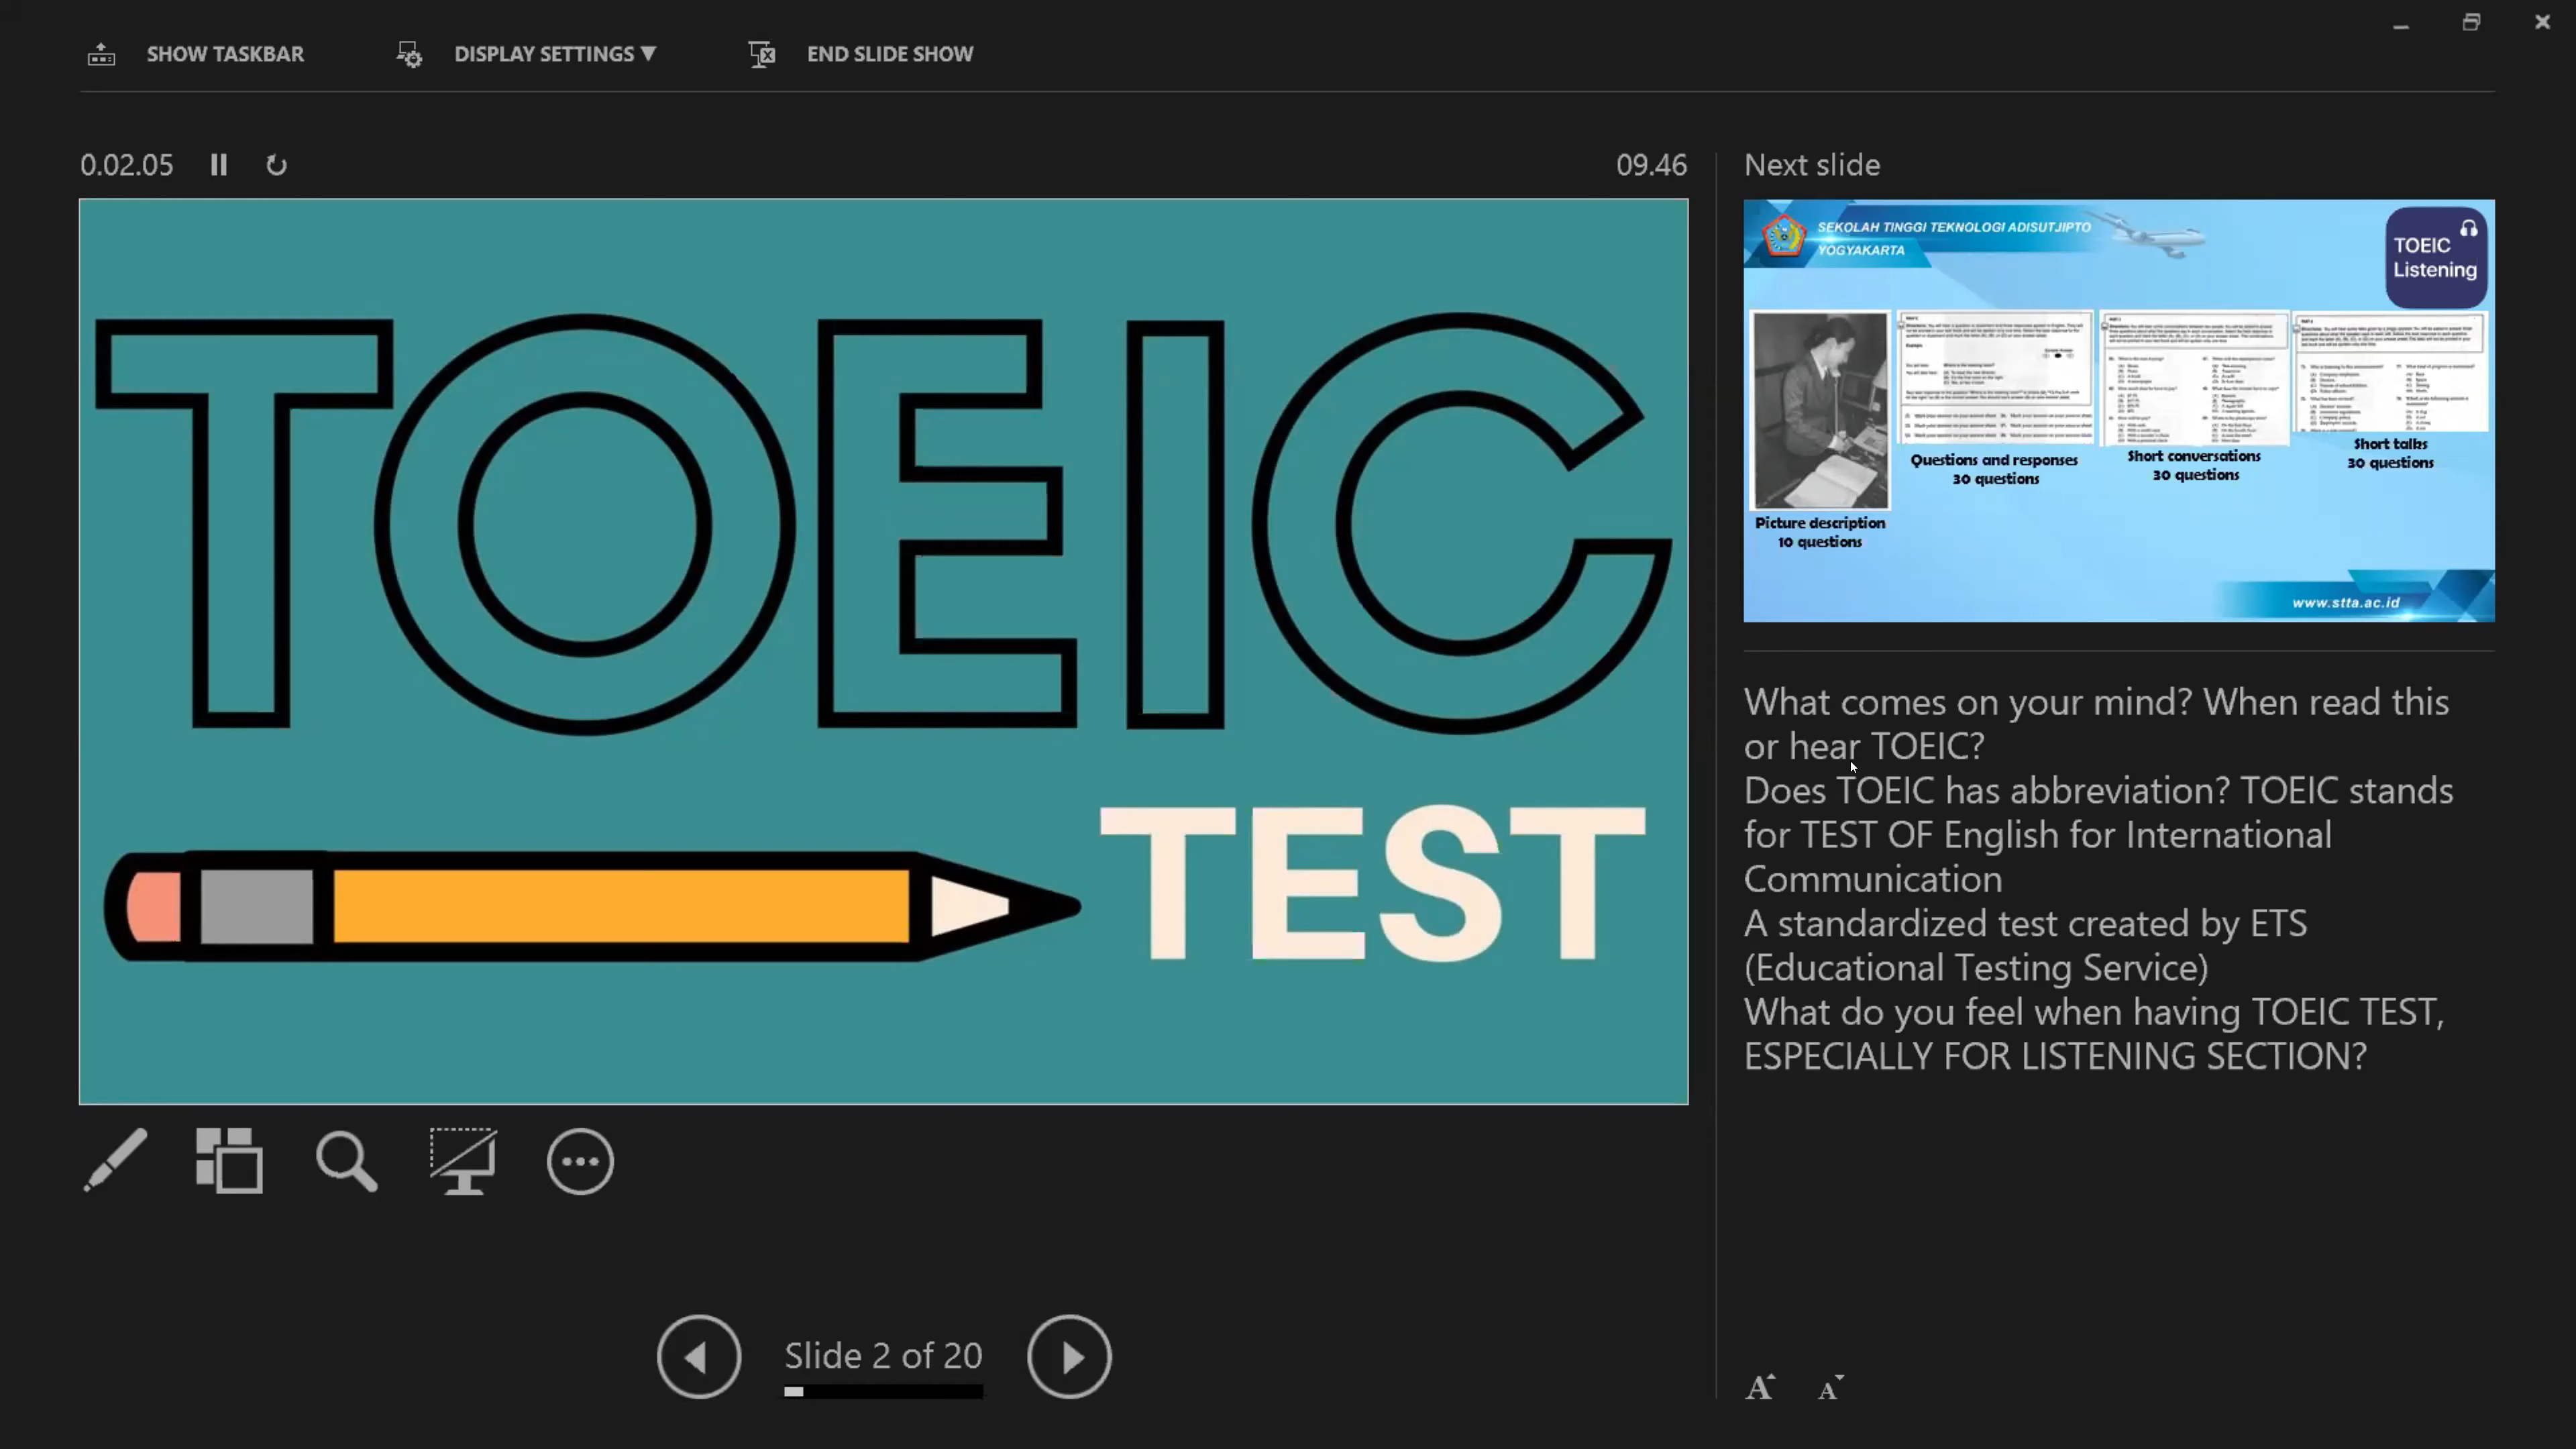 SHOW TASKBAR
DISPLAY SETTINGS ▼
END SLIDE SHOW
0.02.05
09.46
TOEIC
TEST
Next slide
SEKOLAH TINGGI TEKNOLOGI ADISUTJIPTO
YOGYAKARTA
TOEIC
Listening
Picture description
10 questions
Questions and responses
30 questions
Short conversations
30 questions
Short talks
30 questions
www.stta.ac.id
What comes on your mind? When read this
or hear TOEIC?
Does TOEIC has abbreviation? TOEIC stands
for TEST OF English for International
Communication
A standardized test created by ETS
(Educational Testing Service)
What do you feel when having TOEIC TEST,
ESPECIALLY FOR LISTENING SECTION?
Slide 2 of 20
A A